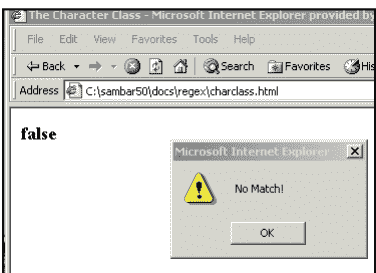 The Character Class - Microsoft Internet Explorer provided by
File Edit View Favorites Tools Help
Back Search Favorites His
Address C:\sambar50\docs\regex\charclass.html
false
Microsoft Internet Explorer
No Match!
OK